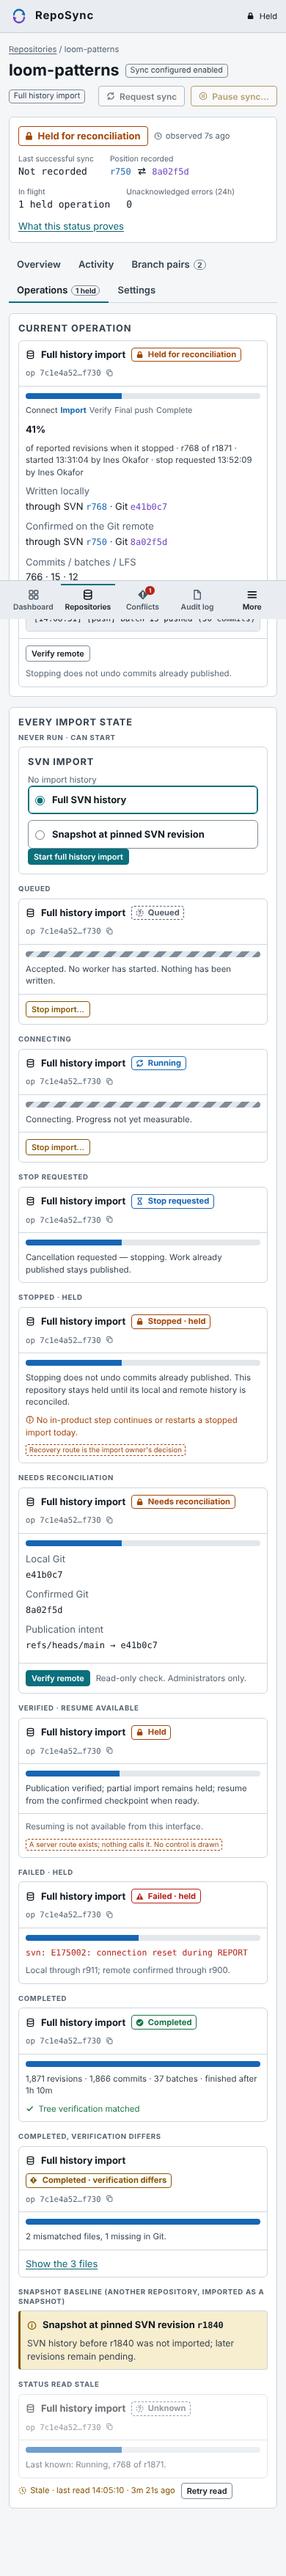 RepoSync
Held
Repositories / loom-patterns
loom-patterns
Sync configured enabled
Full history import
Request sync
Pause sync...
Held for reconciliation
observed 7s ago
Last successful sync
Position recorded
Not recorded
r750 ⇄ 8a02f5d
In flight
Unacknowledged errors (24h)
1 held operation
0
What this status proves
Overview
Activity
Branch pairs 2
Operations 1 held
Settings
CURRENT OPERATION
Full history import
Held for reconciliation
op 7c1e4a52…f730
Connect Import Verify Final push Complete
41%
of reported revisions when it stopped · r768 of r1871 ·
started 13:31:04 by Ines Okafor · stop requested 13:52:09
by Ines Okafor
Written locally
through SVN r768 · Git e41b0c7
Confirmed on the Git remote
through SVN r750 · Git 8a02f5d
Commits / batches / LFS
766 · 15 · 12
Dashboard
Repositories
Conflicts
1
Audit log
More
Verify remote
Stopping does not undo commits already published.
EVERY IMPORT STATE
NEVER RUN · CAN START
SVN IMPORT
No import history
Full SVN history
Snapshot at pinned SVN revision
Start full history import
QUEUED
Full history import
Queued
op 7c1e4a52…f730
Accepted. No worker has started. Nothing has been
written.
Stop import...
CONNECTING
Full history import
Running
op 7c1e4a52…f730
Connecting. Progress not yet measurable.
Stop import...
STOP REQUESTED
Full history import
Stop requested
op 7c1e4a52…f730
Cancellation requested — stopping. Work already
published stays published.
STOPPED · HELD
Full history import
Stopped · held
op 7c1e4a52…f730
Stopping does not undo commits already published. This
repository stays held until its local and remote history is
reconciled.
No in-product step continues or restarts a stopped
import today.
Recovery route is the import owner's decision
NEEDS RECONCILIATION
Full history import
Needs reconciliation
op 7c1e4a52…f730
Local Git
e41b0c7
Confirmed Git
8a02f5d
Publication intent
refs/heads/main → e41b0c7
Verify remote
Read-only check. Administrators only.
VERIFIED · RESUME AVAILABLE
Full history import
Held
op 7c1e4a52…f730
Publication verified; partial import remains held; resume
from the confirmed checkpoint when ready.
Resuming is not available from this interface.
A server route exists; nothing calls it. No control is drawn
FAILED · HELD
Full history import
Failed · held
op 7c1e4a52…f730
svn: E175002: connection reset during REPORT
Local through r911; remote confirmed through r900.
COMPLETED
Full history import
Completed
op 7c1e4a52…f730
1,871 revisions · 1,866 commits · 37 batches · finished after
1h 10m
Tree verification matched
COMPLETED, VERIFICATION DIFFERS
Full history import
Completed · verification differs
op 7c1e4a52…f730
2 mismatched files, 1 missing in Git.
Show the 3 files
SNAPSHOT BASELINE (ANOTHER REPOSITORY, IMPORTED AS A
SNAPSHOT)
Snapshot at pinned SVN revision r1840
SVN history before r1840 was not imported; later
revisions remain pending.
STATUS READ STALE
Full history import
Unknown
op 7c1e4a52…f730
Last known: Running, r768 of r1871.
Stale · last read 14:05:10 · 3m 21s ago
Retry read